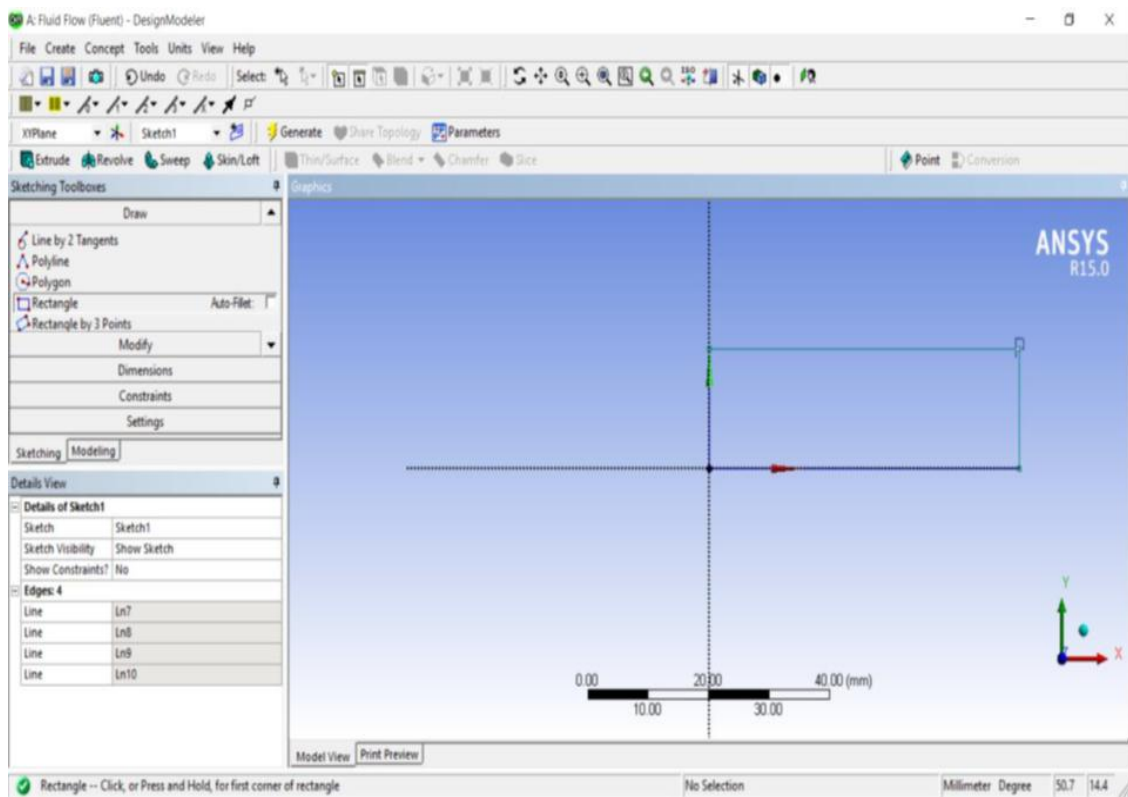 A: Fluid Flow (Fluent) - DesignModeler
File Create Concept Tools Units View Help
Undo Redo Select:
XYPlane Sketch1 Generate Share Topology Parameters
Extrude Revolve Sweep Skin/Loft Thin/Surface Blend Chamfer Slice Point Conversion
Sketching Toolboxes
Draw
Line by 2 Tangents
Polyline
Polygon
Rectangle Auto-Fillet:
Rectangle by 3 Points
Modify
Dimensions
Constraints
Settings
Sketching Modeling
Details View
Details of Sketch1
Sketch Sketch1
Sketch Visibility Show Sketch
Show Constraints? No
Edges: 4
Line Ln7
Line Ln8
Line Ln9
Line Ln10
Graphics
ANSYS
R15.0
Y
X
0.00 20.00 40.00 (mm)
10.00 30.00
Model View Print Preview
Rectangle -- Click, or Press and Hold, for first corner of rectangle No Selection Millimeter Degree 50.7 14.4